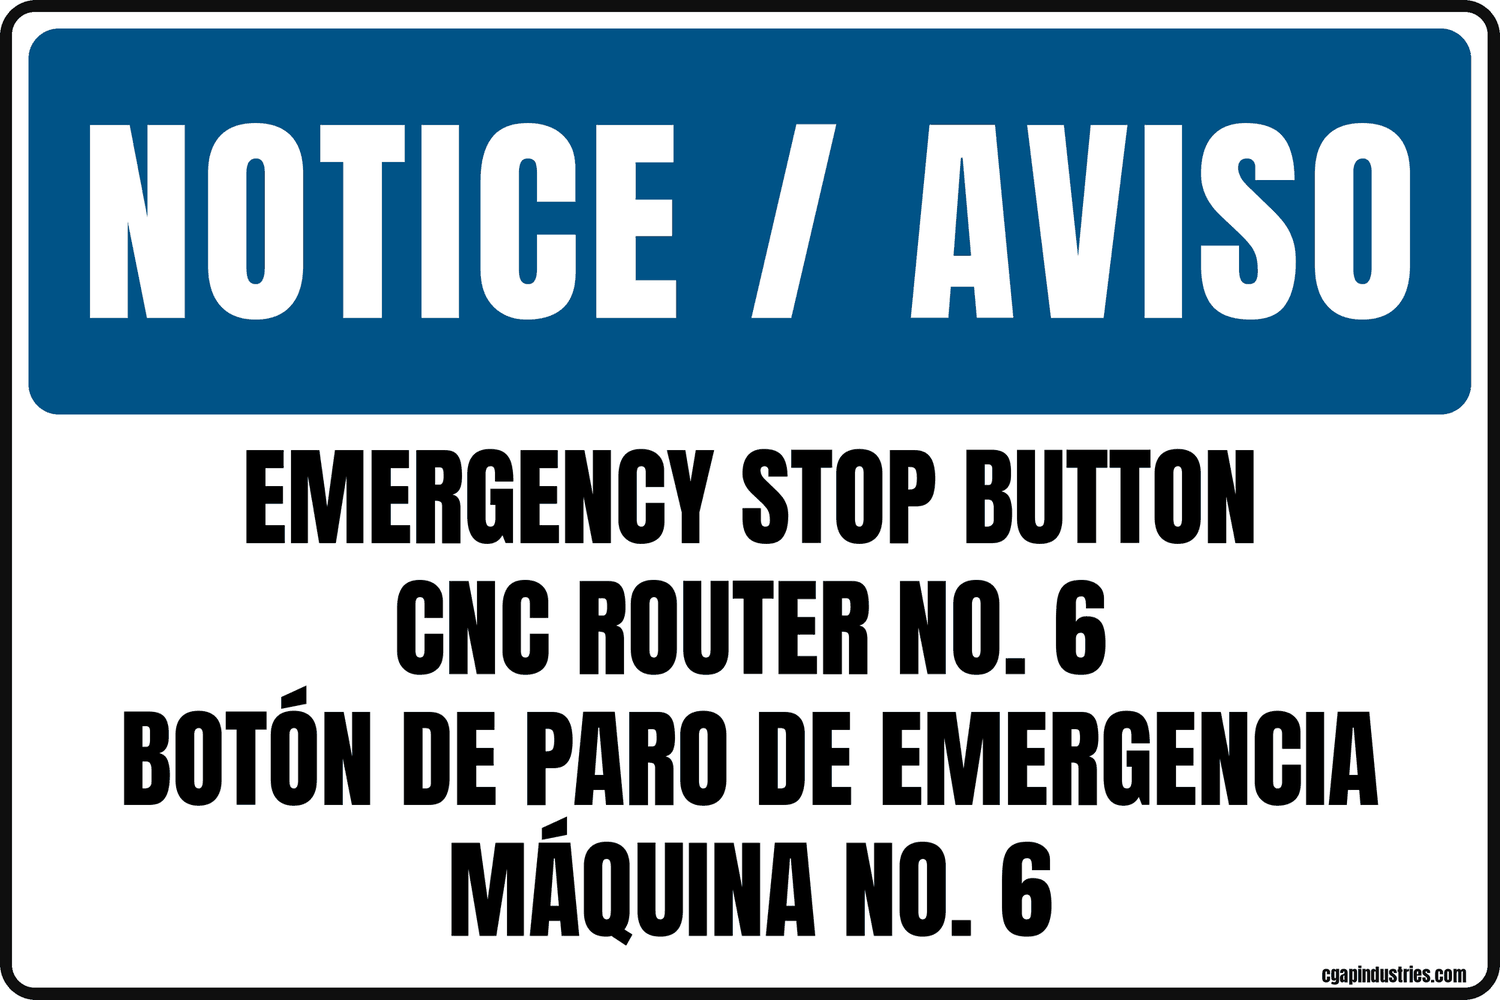 NOTICE / AVISO
EMERGENCY STOP BUTTON
CNC ROUTER NO. 6
BOTÓN DE PARO DE EMERGENCIA
MÁQUINA NO. 6
cgapindustries.com